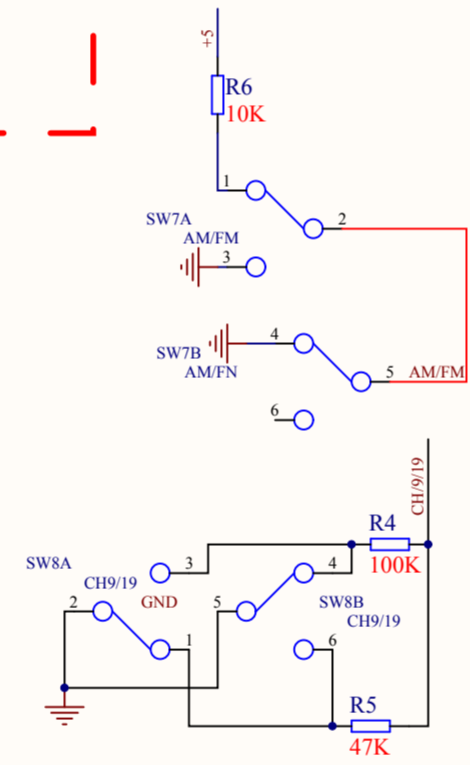 +5
R6
10K
1
SW7A
2
AM/FM
3
4
SW7B
AM/FN
5
AM/FM
6
CH/9/19
R4
100K
SW8A
3
4
CH9/19
2
GND
5
SW8B
CH9/19
1
6
R5
47K